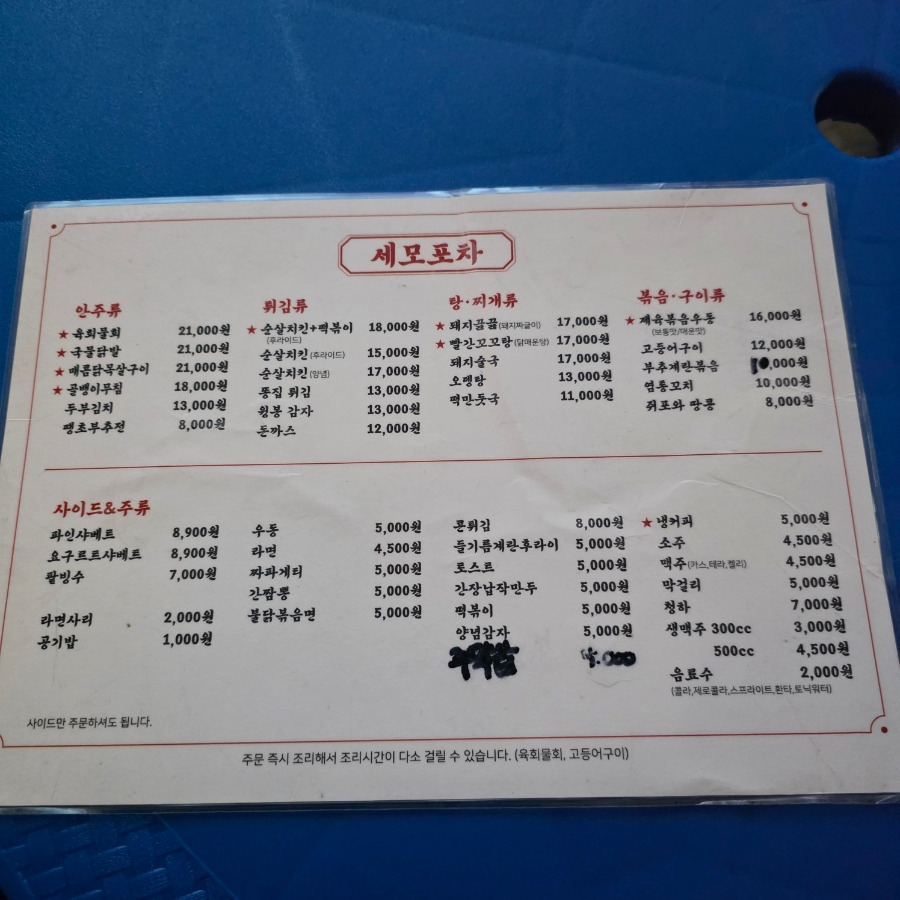 세모포차
안주류
★ 육회물회 21,000원
★ 국물닭발 21,000원
★ 매콤닭목살구이 21,000원
★ 골뱅이무침 18,000원
두부김치 13,000원
땡초부추전 8,000원
튀김류
★ 순살치킨+떡볶이 18,000원
(후라이드)
순살치킨(후라이드) 15,000원
순살치킨(양념) 17,000원
똥집 튀김 13,000원
윙봉 감자 13,000원
돈까스 12,000원
탕·찌개류
★ 돼지끓끓(돼지짜글이) 17,000원
★ 빨간꼬꼬탕(닭매운탕) 17,000원
돼지술국 17,000원
오뎅탕 13,000원
떡만둣국 11,000원
볶음·구이류
★ 제육볶음우동 16,000원
(보통맛/매운맛)
고등어구이 12,000원
부추계란볶음 10,000원
염통꼬치 10,000원
쥐포와 땅콩 8,000원
사이드&주류
파인샤베트 8,900원
요구르트샤베트 8,900원
팥빙수 7,000원
라면사리 2,000원
공기밥 1,000원
우동 5,000원
라면 4,500원
짜파게티 5,000원
간짬뽕 5,000원
불닭볶음면 5,000원
콘튀김 8,000원
들기름계란후라이 5,000원
로스트 5,000원
간장납작만두 5,000원
떡볶이 5,000원
양념감자 5,000원
★ 냉커피 5,000원
소주 4,500원
맥주(카스,테라,켈리) 4,500원
막걸리 5,000원
청하 7,000원
생맥주 300cc 3,000원
500cc 4,500원
음료수 2,000원
(콜라,제로콜라,스프라이트,환타,토닉워터)
사이드만 주문하셔도 됩니다.
주문 즉시 조리해서 조리시간이 다소 걸릴 수 있습니다. (육회물회, 고등어구이)